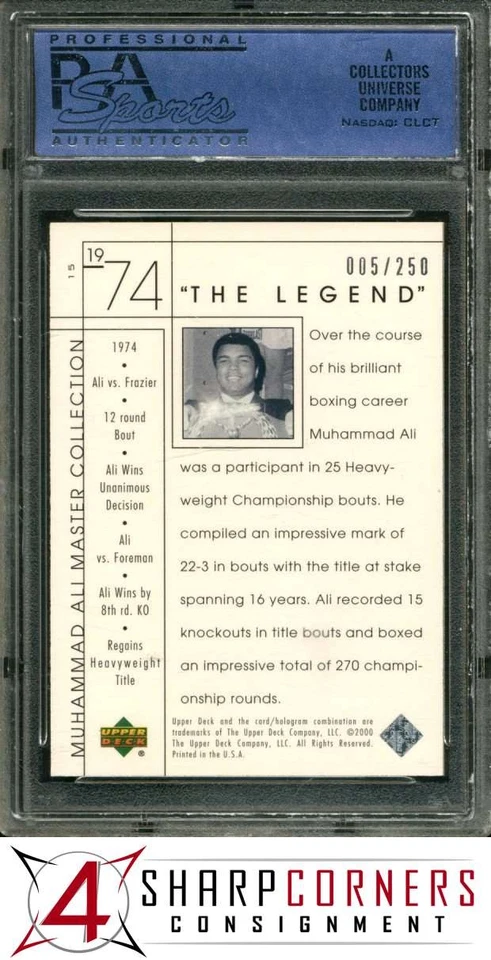 PROFESSIONAL
PSA
Sports
AUTHENTICATOR
A
COLLECTORS
UNIVERSE
COMPANY
NASDAQ: CLCT
15
1974
005/250
"THE LEGEND"
MUHAMMAD ALI MASTER COLLECTION
1974
•
Ali vs. Frazier
•
12 round
Bout
•
Ali Wins
Unanimous
Decision
•
Ali
vs. Foreman
•
Ali Wins by
8th rd. KO
•
Regains
Heavyweight
Title
Over the course
of his brilliant
boxing career
Muhammad Ali
was a participant in 25 Heavy-
weight Championship bouts. He
compiled an impressive mark of
22-3 in bouts with the title at stake
spanning 16 years. Ali recorded 15
knockouts in title bouts and boxed
an impressive total of 270 champi-
onship rounds.
UPPER
DECK
®
Upper Deck and the card/hologram combination are
trademarks of The Upper Deck Company, LLC. ©2000
The Upper Deck Company, LLC. All Rights Reserved.
Printed in the U.S.A.
4
SHARPCORNERS
CONSIGNMENT